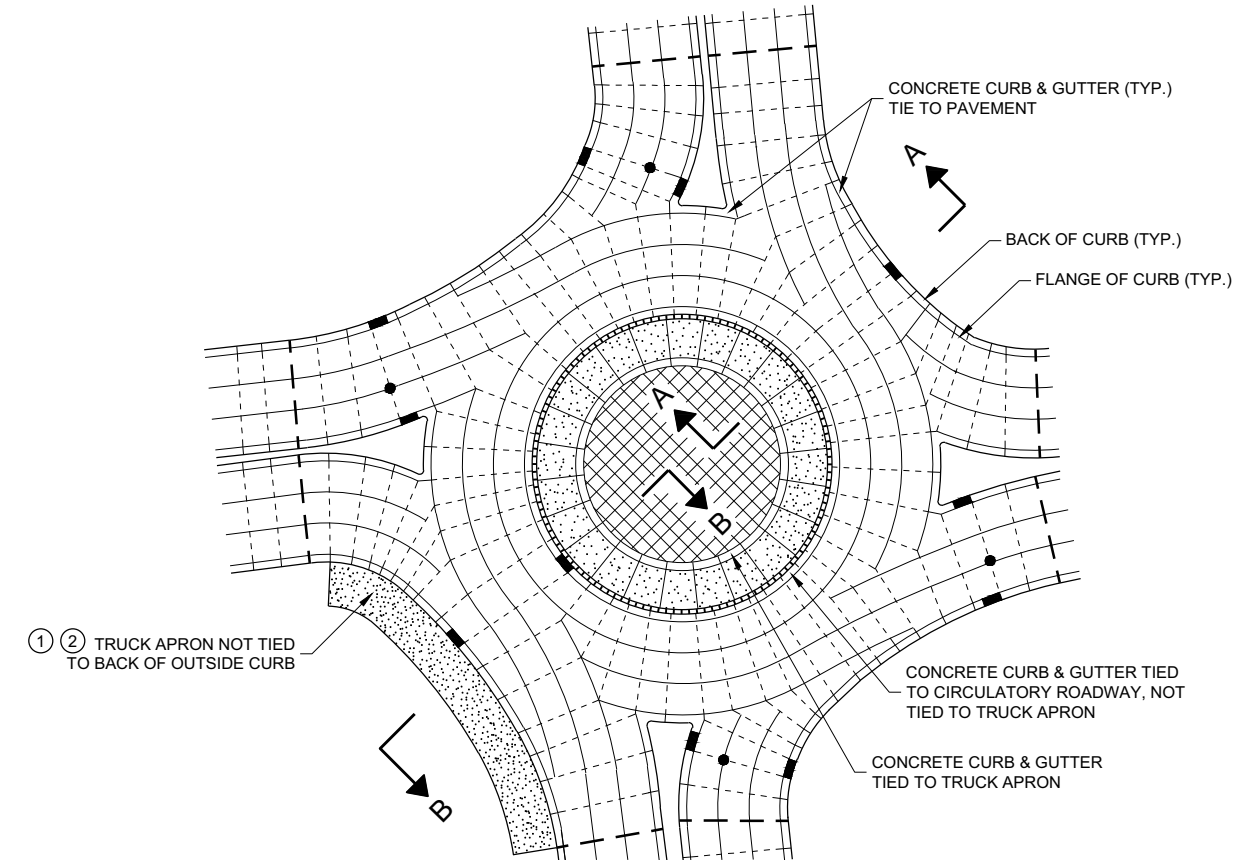 CONCRETE CURB & GUTTER (TYP.)
TIE TO PAVEMENT
A
BACK OF CURB (TYP.)
FLANGE OF CURB (TYP.)
A
B
1 2 TRUCK APRON NOT TIED
TO BACK OF OUTSIDE CURB
CONCRETE CURB & GUTTER TIED
TO CIRCULATORY ROADWAY, NOT
TIED TO TRUCK APRON
CONCRETE CURB & GUTTER
TIED TO TRUCK APRON
B